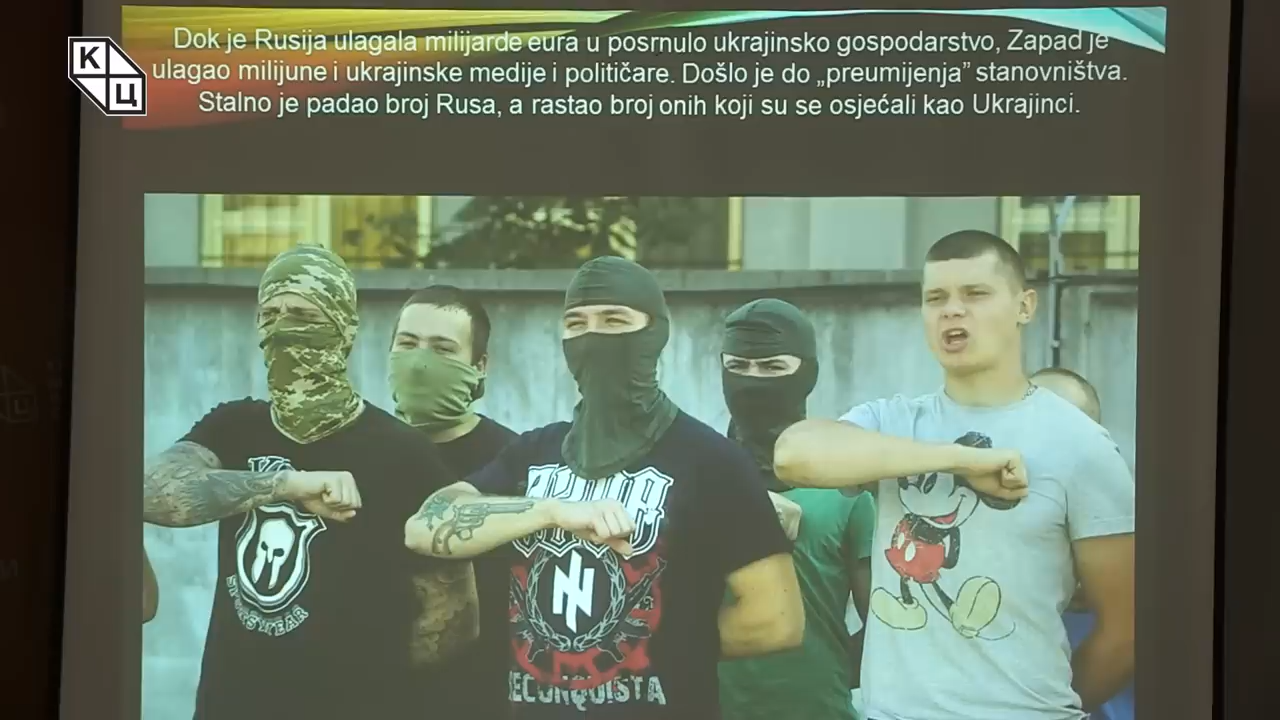 К
Ц
Dok je Rusija ulagala milijarde eura u posrnulo ukrajinsko gospodarstvo, Zapad je
ulagao milijune i ukrajinske medije i političare. Došlo je do „preumijenja” stanovništva.
Stalno je padao broj Rusa, a rastao broj onih koji su se osjećali kao Ukrajinci.